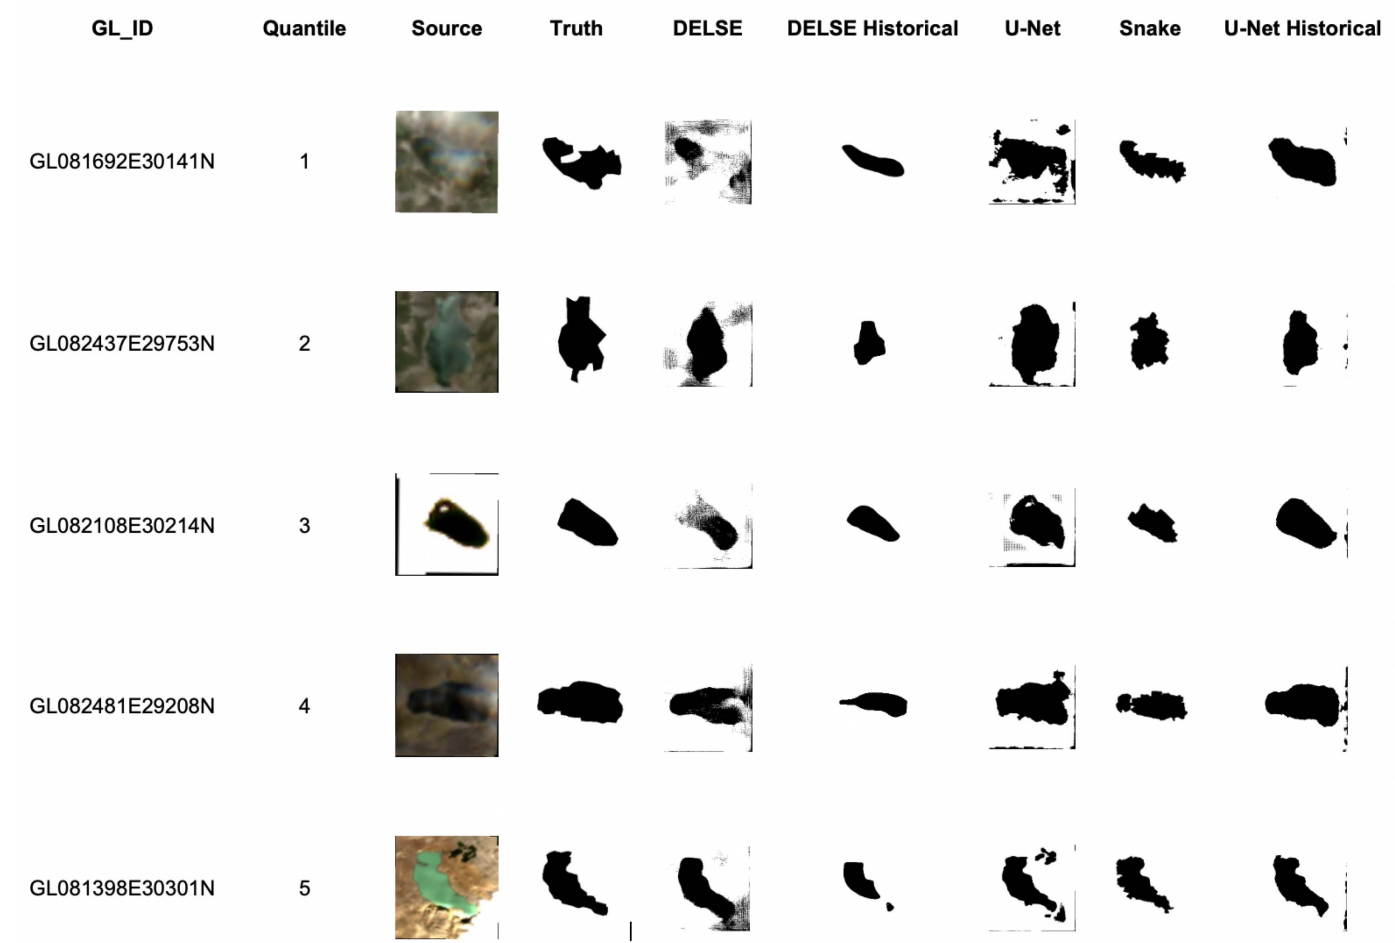 GL_ID Quantile Source Truth DELSE DELSE Historical U-Net Snake U-Net Historical
GL081692E30141N 1
GL082437E29753N 2
GL082108E30214N 3
GL082481E29208N 4
GL081398E30301N 5